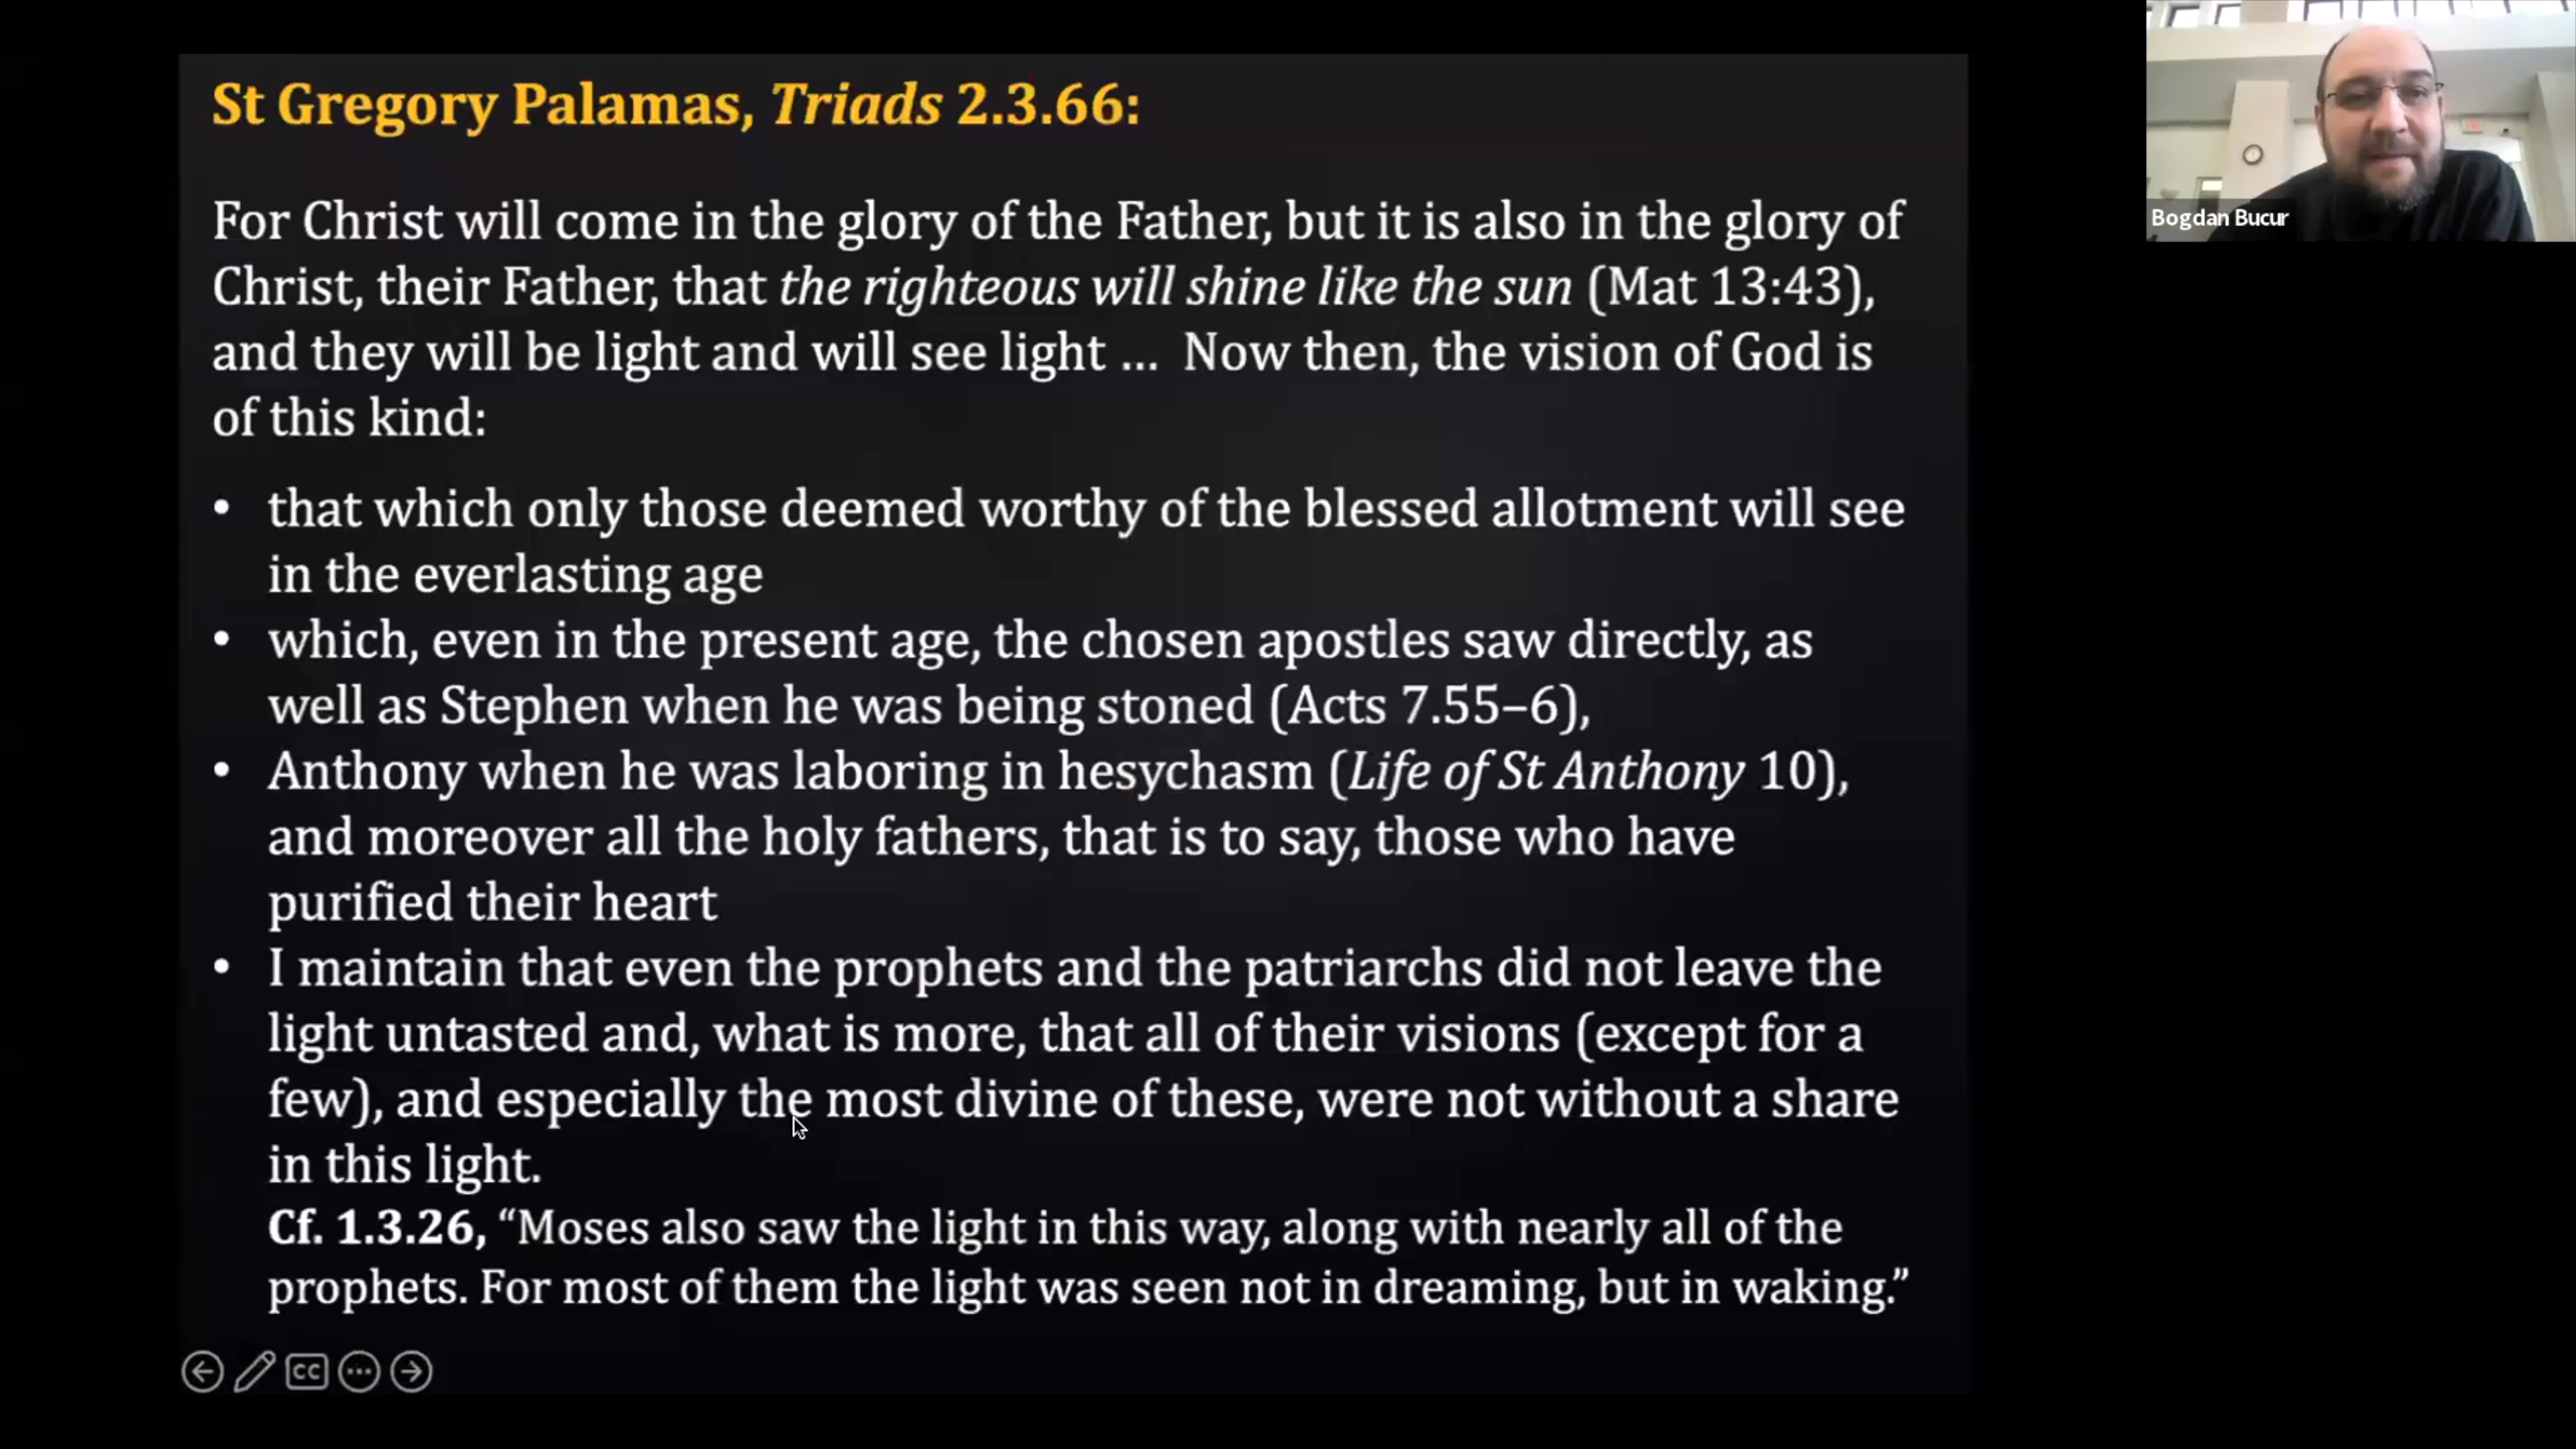 St Gregory Palamas, Triads 2.3.66:
For Christ will come in the glory of the Father, but it is also in the glory of
Christ, their Father, that the righteous will shine like the sun (Mat 13:43),
and they will be light and will see light ... Now then, the vision of God is
of this kind:
• that which only those deemed worthy of the blessed allotment will see
in the everlasting age
• which, even in the present age, the chosen apostles saw directly, as
well as Stephen when he was being stoned (Acts 7.55–6),
• Anthony when he was laboring in hesychasm (Life of St Anthony 10),
and moreover all the holy fathers, that is to say, those who have
purified their heart
• I maintain that even the prophets and the patriarchs did not leave the
light untasted and, what is more, that all of their visions (except for a
few), and especially the most divine of these, were not without a share
in this light.
Cf. 1.3.26, “Moses also saw the light in this way, along with nearly all of the
prophets. For most of them the light was seen not in dreaming, but in waking.”
CC
Bogdan Bucur